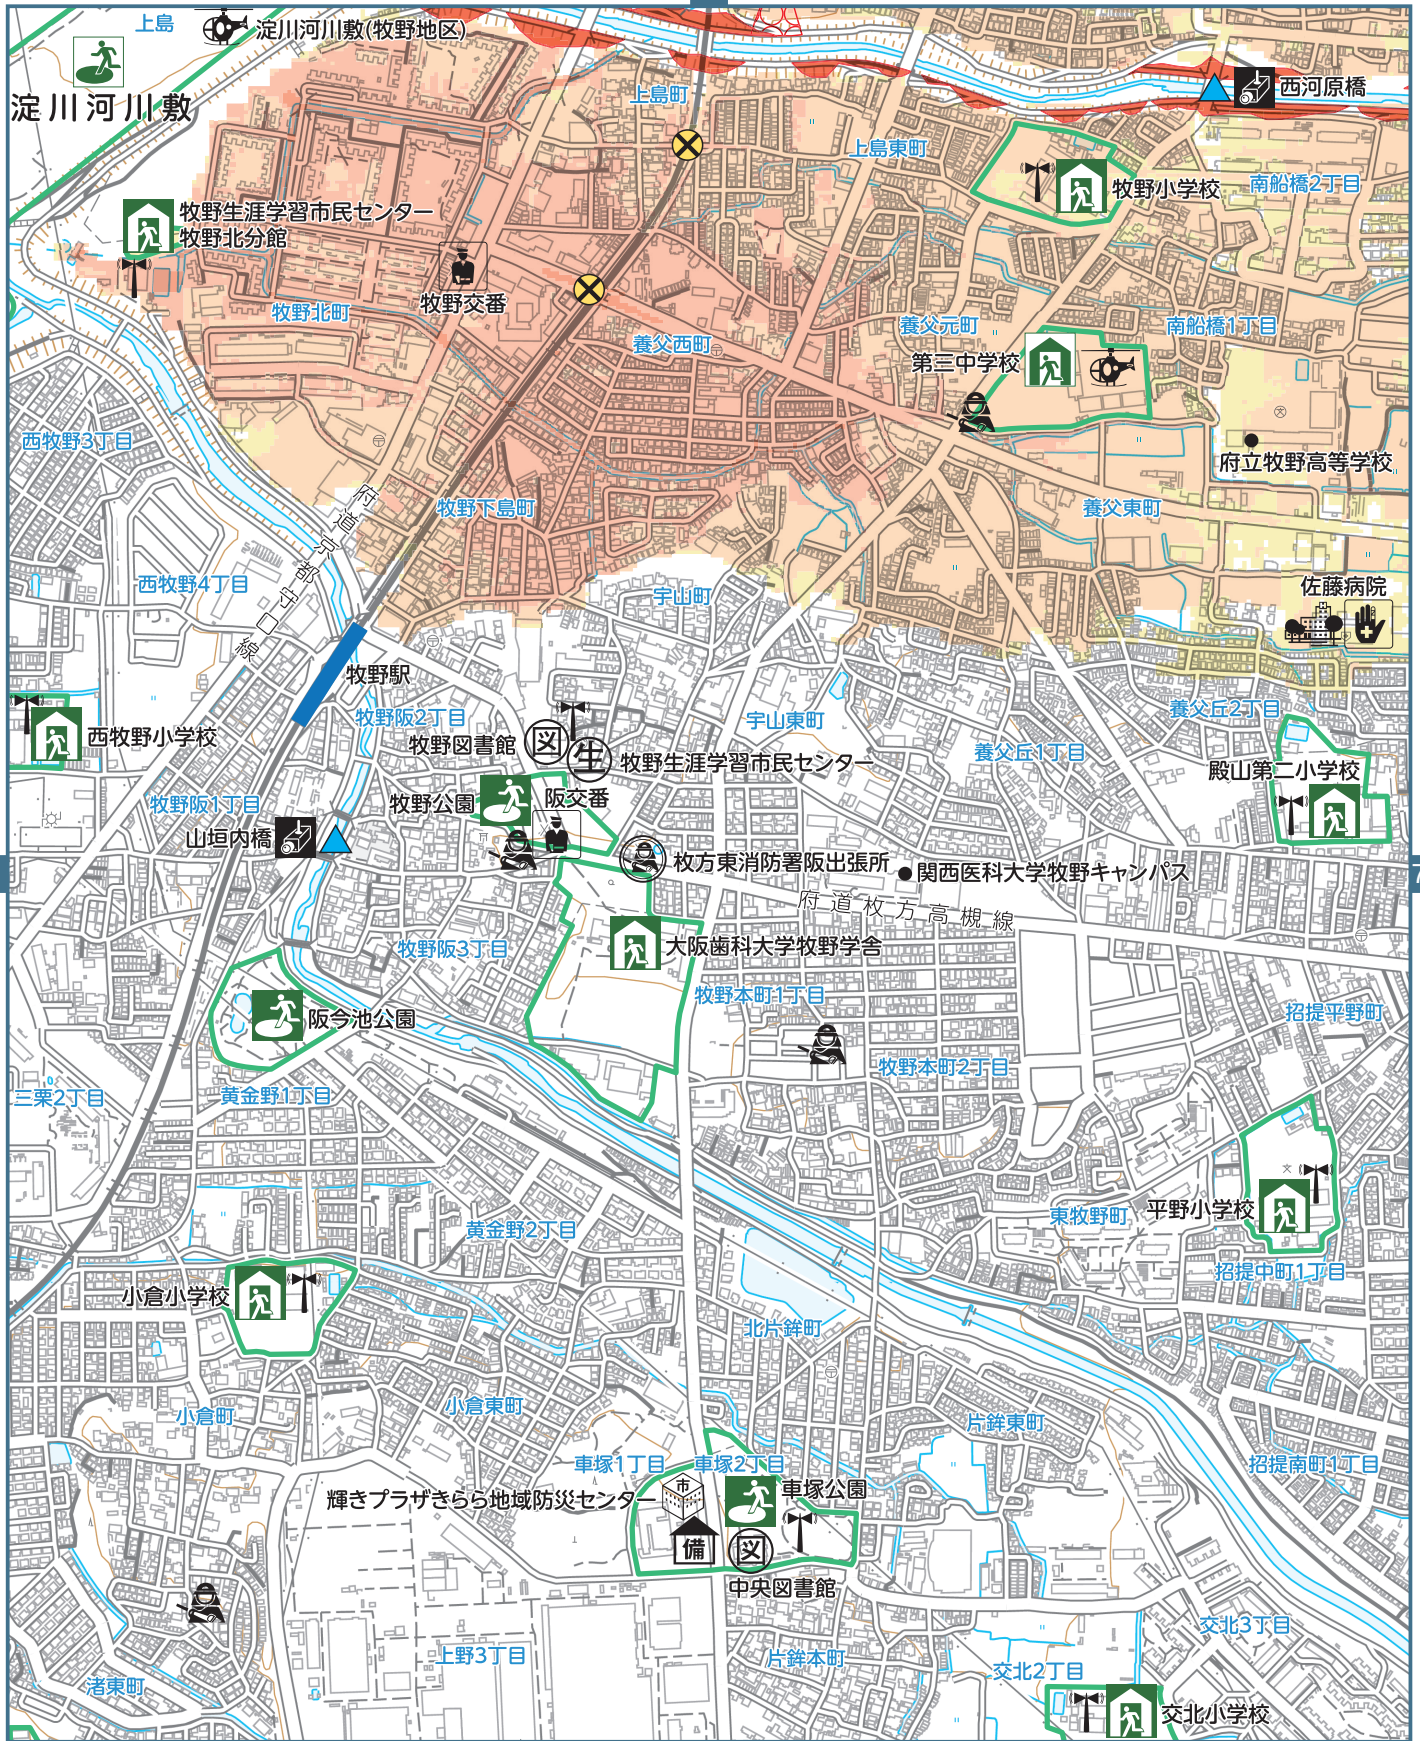 上島
淀川河川敷(牧野地区)
淀川河川敷
上島町
西河原橋
上島東町
牧野小学校
南船橋2丁目
牧野生涯学習市民センター
牧野北分館
牧野北町
牧野交番
養父西町
養父元町
南船橋1丁目
第三中学校
西牧野3丁目
府立牧野高等学校
牧野下島町
養父東町
府道京都守口線
西牧野4丁目
宇山町
佐藤病院
牧野駅
西牧野小学校
牧野阪2丁目
牧野図書館
図
生
牧野生涯学習市民センター
宇山東町
養父丘1丁目
養父丘2丁目
殿山第二小学校
牧野阪1丁目
牧野公園
阪交番
山垣内橋
枚方東消防署阪出張所
関西医科大学牧野キャンパス
府道枚方高槻線
7
牧野阪3丁目
大阪歯科大学牧野学舎
牧野本町1丁目
阪今池公園
招提平野町
三栗2丁目
黄金野1丁目
牧野本町2丁目
黄金野2丁目
東牧野町
平野小学校
招提中町1丁目
小倉小学校
北片鉾町
小倉町
小倉東町
片鉾東町
車塚1丁目
車塚2丁目
招提南町1丁目
輝きプラザきらら地域防災センター
市
車塚公園
備
図
中央図書館
上野3丁目
片鉾本町
交北3丁目
交北2丁目
渚東町
交北小学校